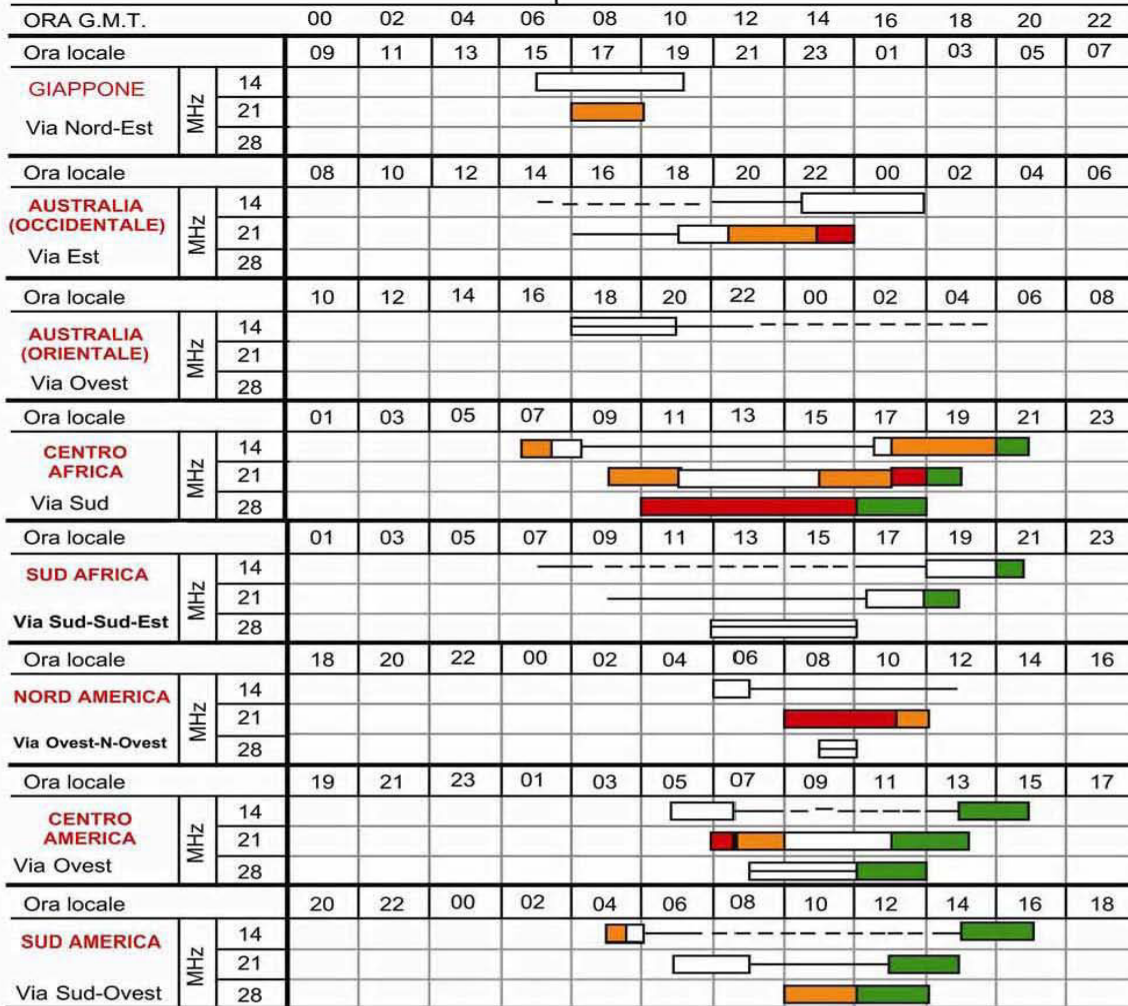 ORA G.M.T. 00 02 04 06 08 10 12 14 16 18 20 22
Ora locale 09 11 13 15 17 19 21 23 01 03 05 07
GIAPPONE
Via Nord-Est
MHz
14
21
28
Ora locale 08 10 12 14 16 18 20 22 00 02 04 06
AUSTRALIA
(OCCIDENTALE)
Via Est
MHz
14
21
28
Ora locale 10 12 14 16 18 20 22 00 02 04 06 08
AUSTRALIA
(ORIENTALE)
Via Ovest
MHz
14
21
28
Ora locale 01 03 05 07 09 11 13 15 17 19 21 23
CENTRO
AFRICA
Via Sud
MHz
14
21
28
Ora locale 01 03 05 07 09 11 13 15 17 19 21 23
SUD AFRICA
Via Sud-Sud-Est
MHz
14
21
28
Ora locale 18 20 22 00 02 04 06 08 10 12 14 16
NORD AMERICA
Via Ovest-N-Ovest
MHz
14
21
28
Ora locale 19 21 23 01 03 05 07 09 11 13 15 17
CENTRO
AMERICA
Via Ovest
MHz
14
21
28
Ora locale 20 22 00 02 04 06 08 10 12 14 16 18
SUD AMERICA
Via Sud-Ovest
MHz
14
21
28